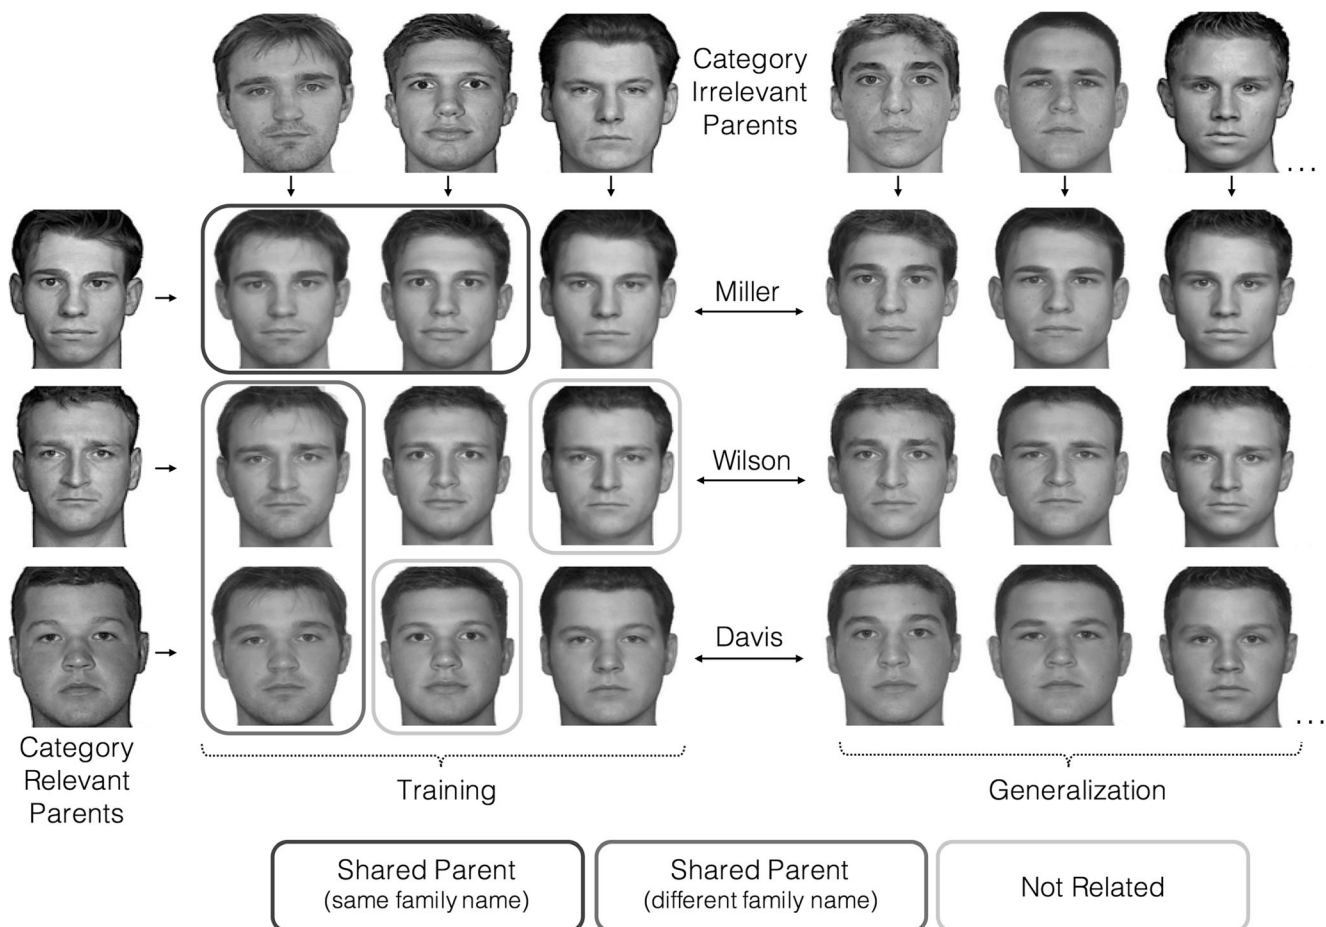 Category
Irrelevant
Parents
...
Miller
Wilson
Davis
...
Category
Relevant
Parents
Training
Generalization
Shared Parent
(same family name)
Shared Parent
(different family name)
Not Related